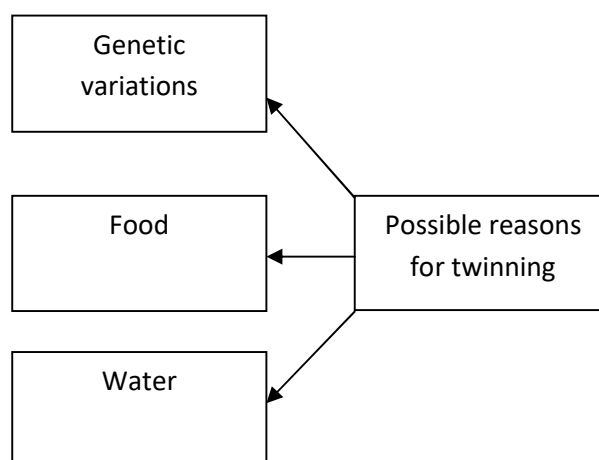 Genetic
variations
Food
Possible reasons
for twinning
Water